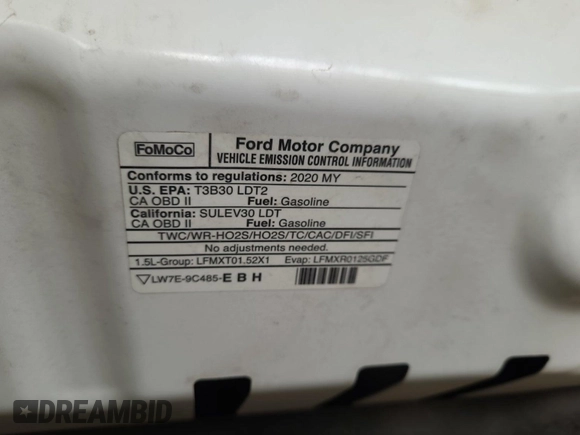 FoMoCo
Ford Motor Company
VEHICLE EMISSION CONTROL INFORMATION
Conforms to regulations: 2020 MY
U.S. EPA: T3B30 LDT2
CA OBD II Fuel: Gasoline
California: SULEV30 LDT
CA OBD II Fuel: Gasoline
TWC/WR-HO2S/HO2S/TC/CAC/DFI/SFI
No adjustments needed.
1.5L-Group: LFMXT01.52X1 Evap: LFMXR0125GDF
LW7E-9C485-E B H
DREAMBID